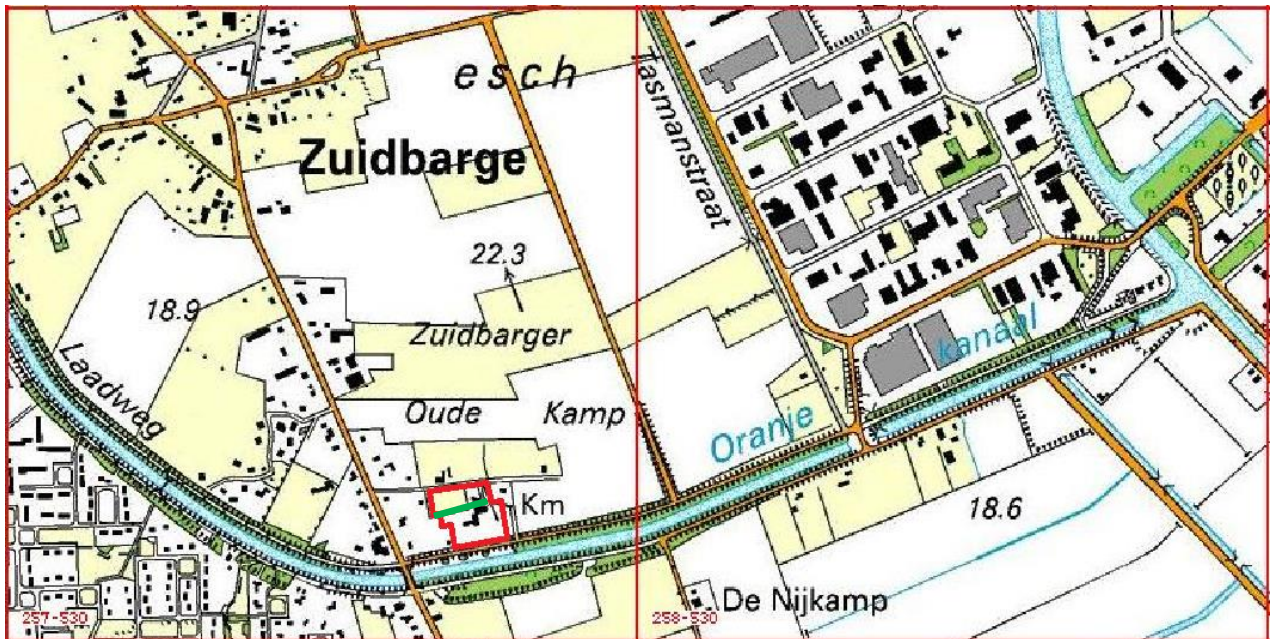 esch
Tasmanstraat
Zuidbarge
22.3
18.9
Zuidbarger
Laadweg
kanaal
Oude Kamp
Oranje
Km
18.6
De Nijkamp
257-530
258-530